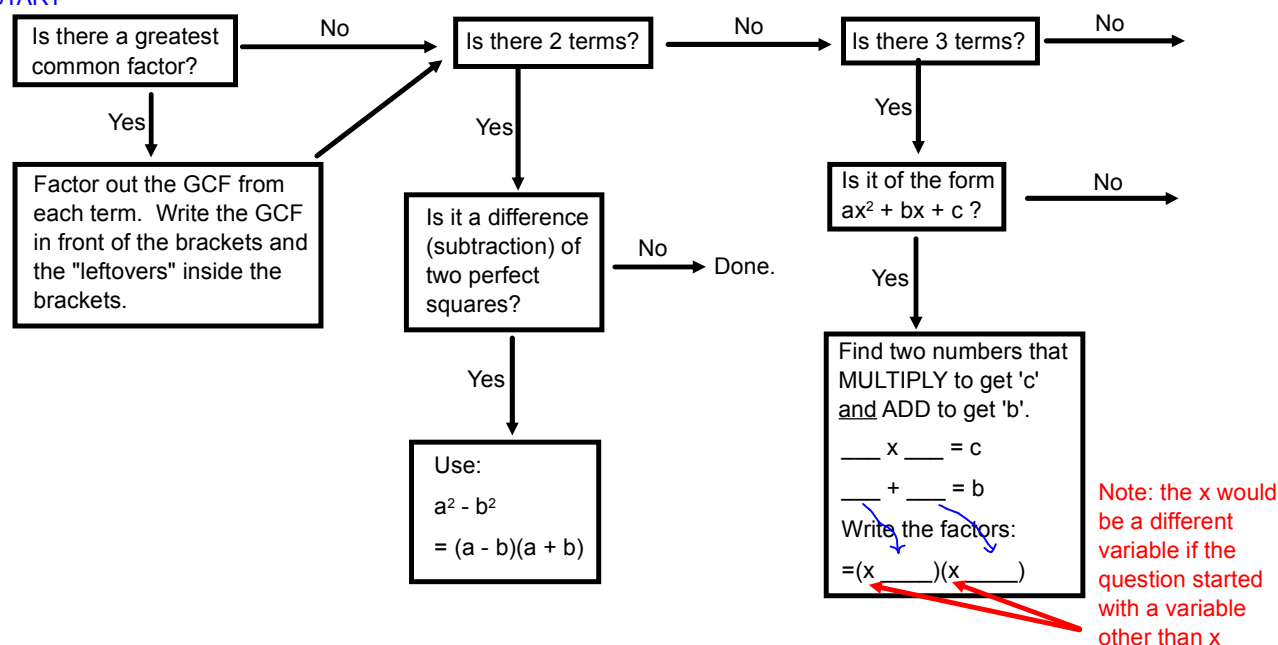 START
Is there a greatest
common factor?
No
Is there 2 terms?
No
Is there 3 terms?
No
Yes
Yes
Yes
Factor out the GCF from
each term. Write the GCF
in front of the brackets and
the "leftovers" inside the
brackets.
Is it a difference
(subtraction) of
two perfect
squares?
No
Done.
Is it of the form
ax² + bx + c ?
No
Yes
Yes
Use:
a² - b²
= (a - b)(a + b)
Find two numbers that
MULTIPLY to get 'c'
and ADD to get 'b'.
___ x ___ = c
___ + ___ = b
Write the factors:
=(x _____)(x_____)
Note: the x would
be a different
variable if the
question started
with a variable
other than x